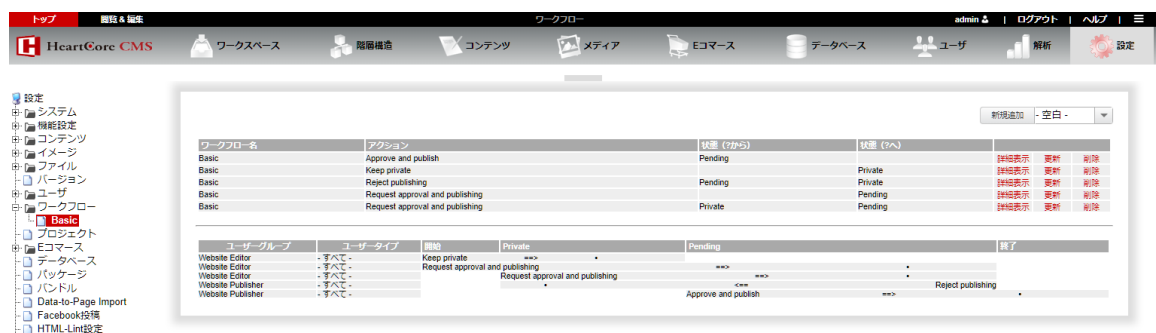 トップ 閲覧 & 編集 ワークフロー admin | ログアウト | ヘルプ |
HeartCore CMS ワークスペース 階層構造 コンテンツ メディア Eコマース データベース ユーザ 解析 設定
設定
システム
機能設定
コンテンツ
イメージ
ファイル
バージョン
ユーザ
ワークフロー
Basic
プロジェクト
Eコマース
データベース
パッケージ
バンドル
Data-to-Page Import
Facebook投稿
HTML-Lint設定
新規追加 - 空白 -
ワークフロー名 アクション 状態 (?から) 状態 (?へ)
Basic Approve and publish Pending 詳細表示 更新 削除
Basic Keep private Private 詳細表示 更新 削除
Basic Reject publishing Pending Private 詳細表示 更新 削除
Basic Request approval and publishing Pending 詳細表示 更新 削除
Basic Request approval and publishing Private Pending 詳細表示 更新 削除
ユーザーグループ ユーザータイプ 開始 Private Pending 終了
Website Editor - すべて - Keep private ==> •
Website Editor - すべて - Request approval and publishing ==> •
Website Editor - すべて - Request approval and publishing ==> •
Website Publisher - すべて - • <== Reject publishing
Website Publisher - すべて - Approve and publish ==> •